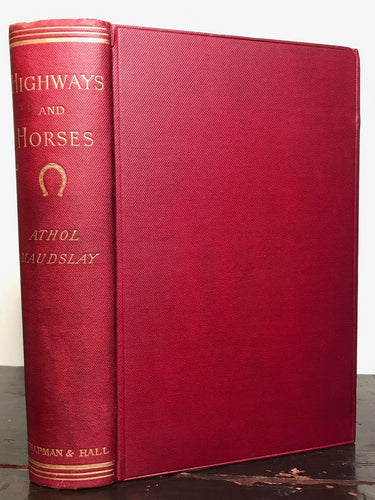 HIGHWAYS
AND
HORSES
ATHOL
MAUDSLAY
CHAPMAN & HALL